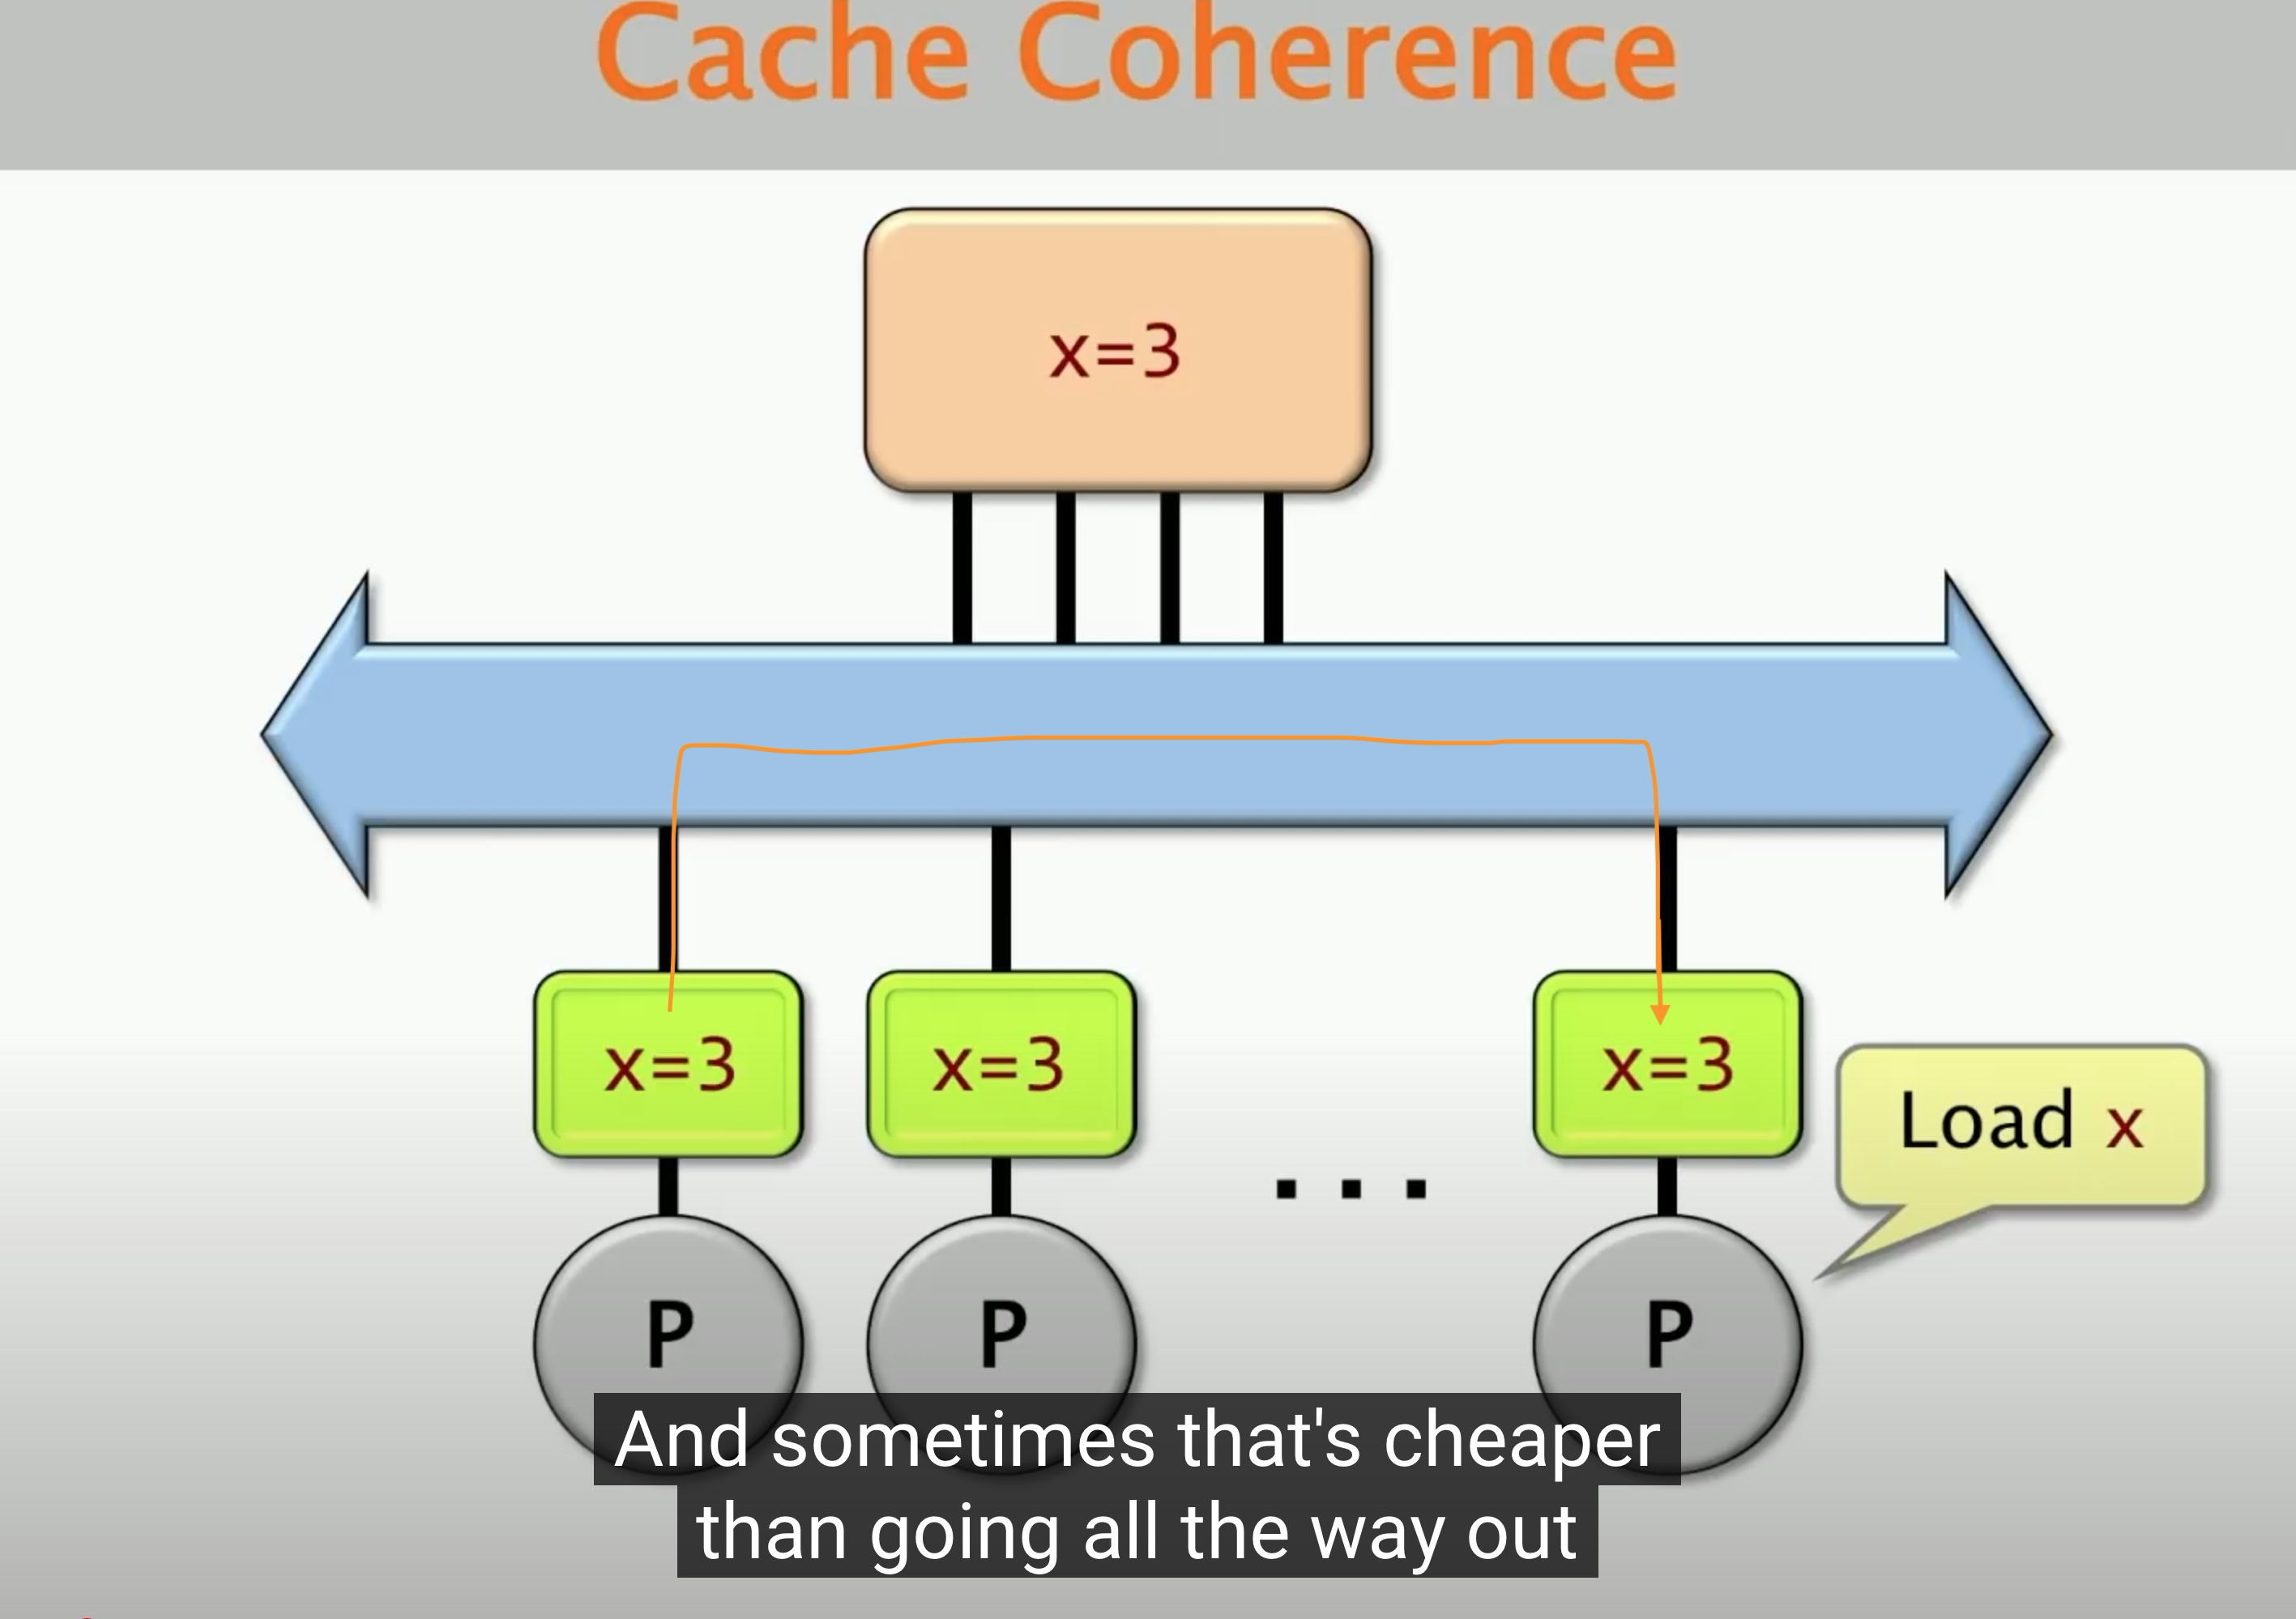 Cache Coherence
x=3
x=3
x=3
x=3
Load x
...
P
P
P
And sometimes that's cheaper
than going all the way out